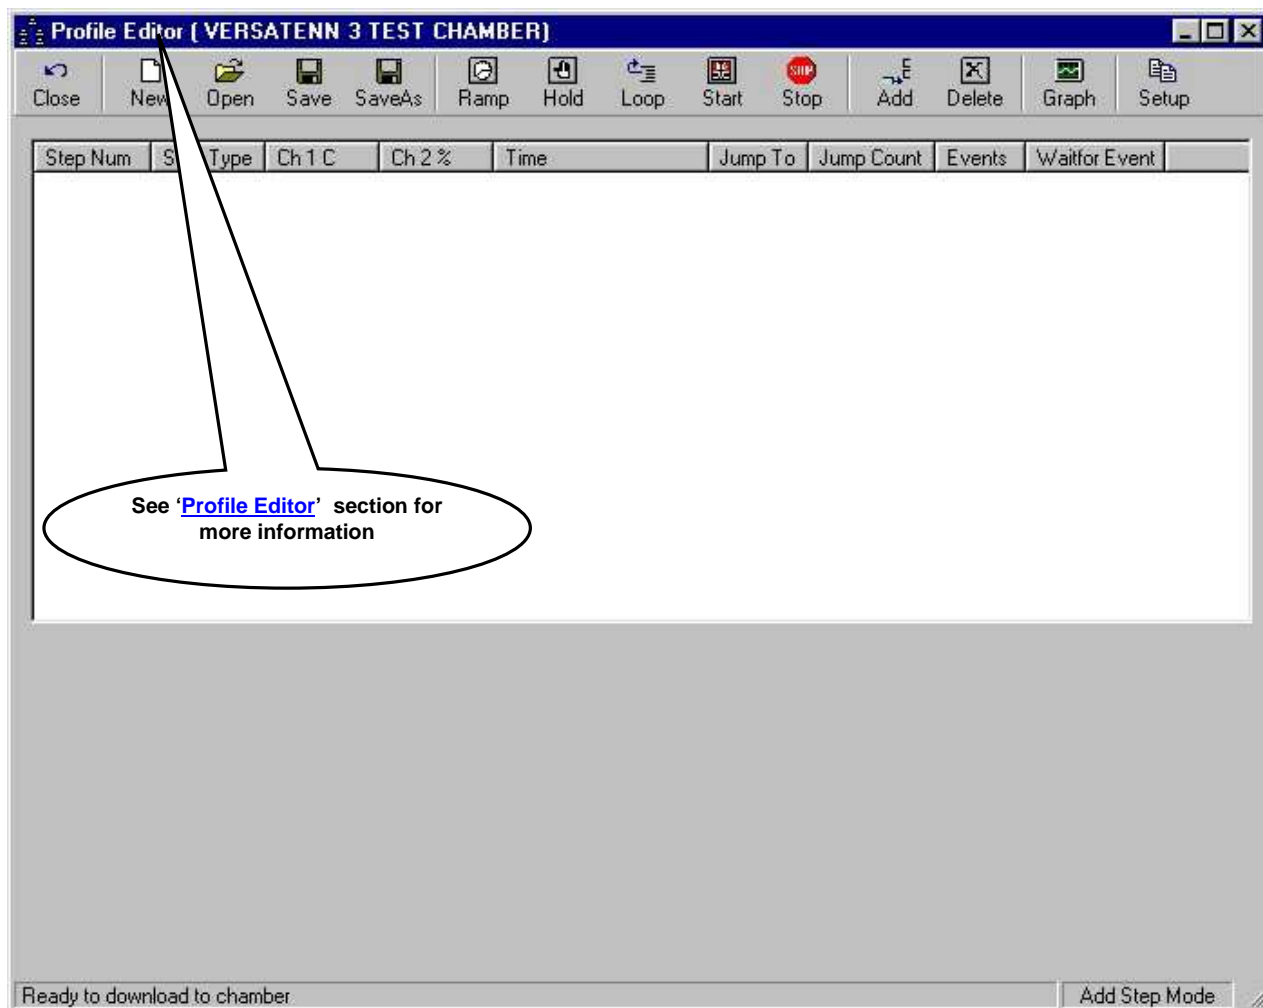 Profile Editor ( VERSATENN 3 TEST CHAMBER)
Close New Open Save SaveAs Ramp Hold Loop Start Stop Add Delete Graph Setup
Step Num Type Ch 1 C Ch 2 % Time Jump To Jump Count Events Waitfor Event
See ‘Profile Editor’ section for
more information
Ready to download to chamber Add Step Mode